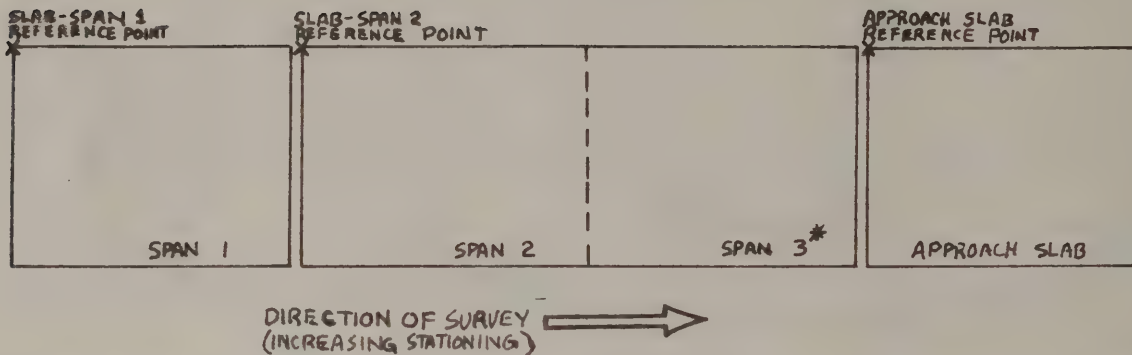 SLAB-SPAN 1
REFERENCE POINT
SLAB-SPAN 2
REFERENCE POINT
APPROACH SLAB
REFERENCE POINT
SPAN 1
SPAN 2
SPAN 3*
APPROACH SLAB
DIRECTION OF SURVEY
(INCREASING STATIONING)